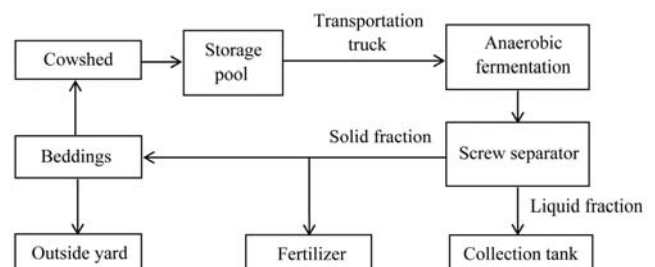 Transportation
truck
Cowshed
Storage
pool
Anaerobic
fermentation
Solid fraction
Beddings
Screw separator
Liquid fraction
Outside yard
Fertilizer
Collection tank